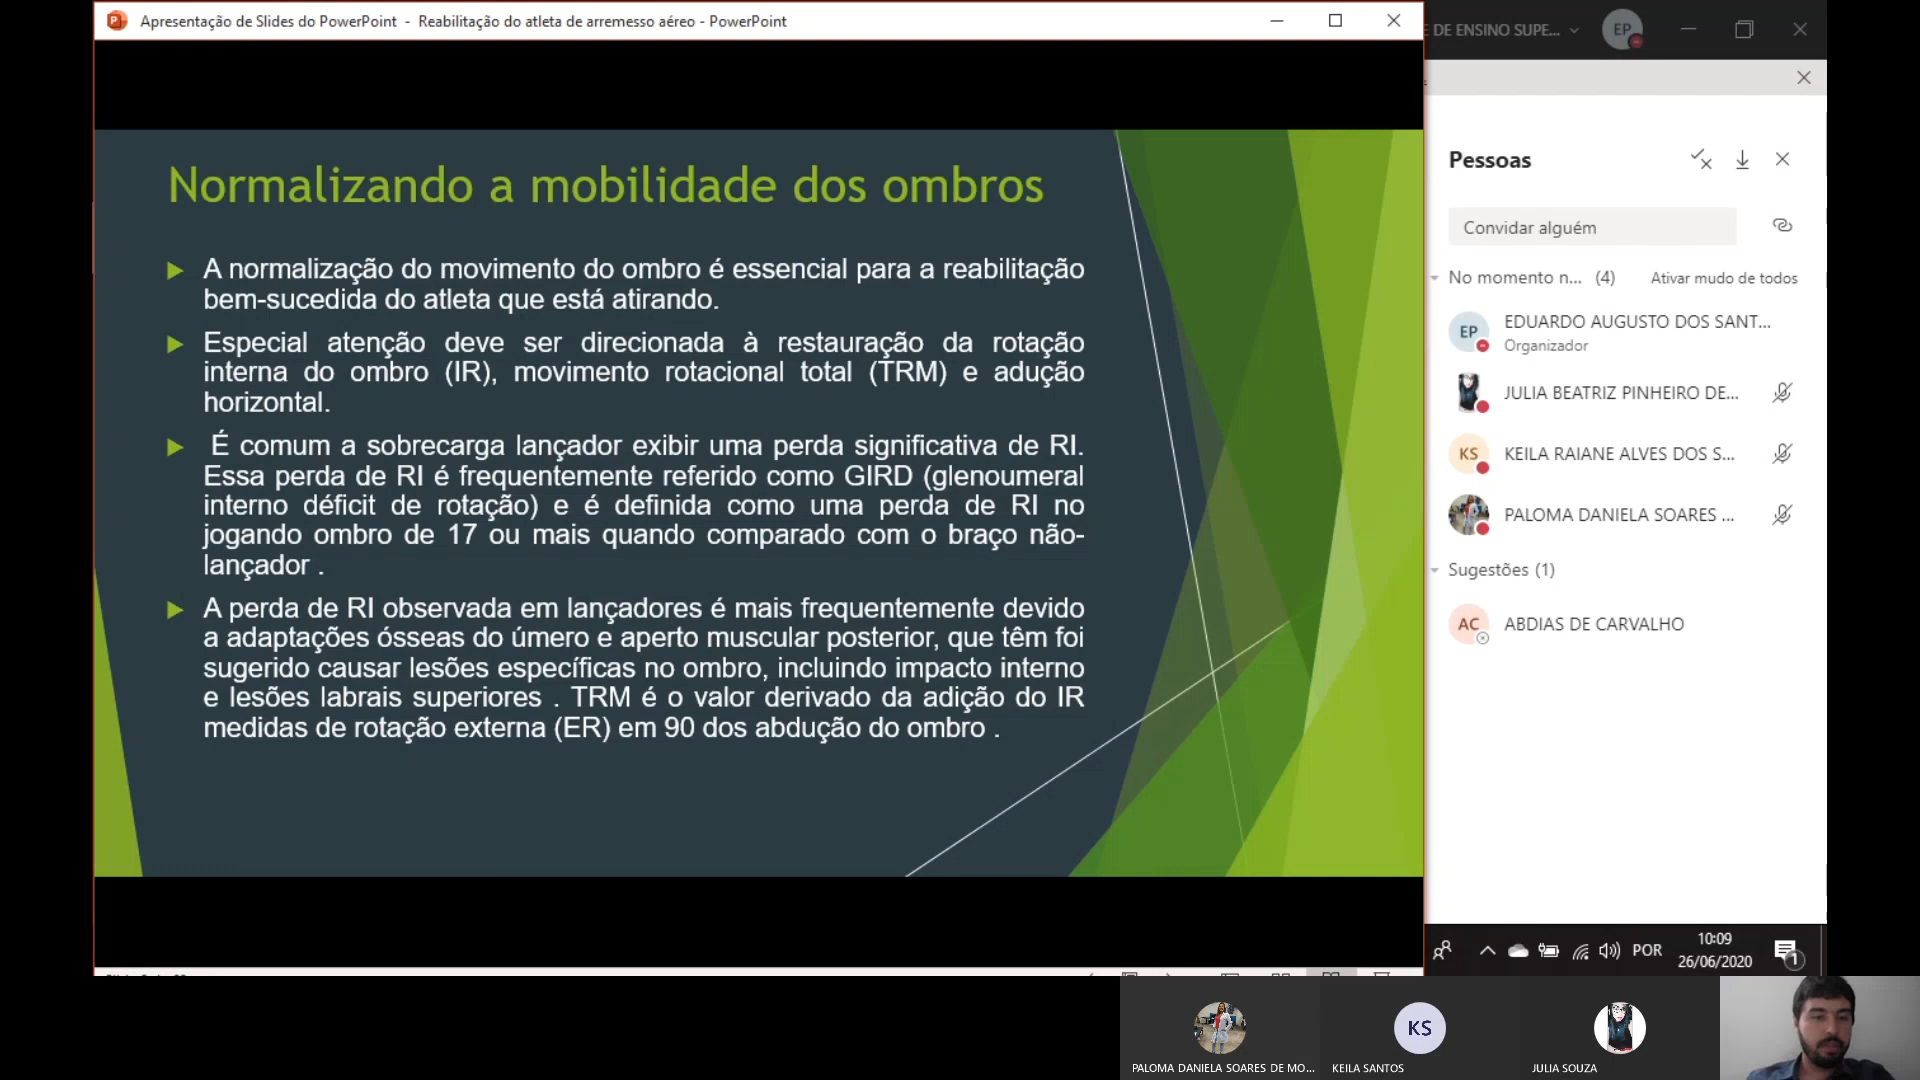 Apresentação de Slides do PowerPoint - Reabilitação do atleta de arremesso aéreo - PowerPoint
DE ENSINO SUPE...
EP
Normalizando a mobilidade dos ombros
A normalização do movimento do ombro é essencial para a reabilitação
bem-sucedida do atleta que está atirando.
Especial atenção deve ser direcionada à restauração da rotação
interna do ombro (IR), movimento rotacional total (TRM) e adução
horizontal.
É comum a sobrecarga lançador exibir uma perda significativa de RI.
Essa perda de RI é frequentemente referido como GIRD (glenoumeral
interno déficit de rotação) e é definida como uma perda de RI no
jogando ombro de 17 ou mais quando comparado com o braço não-
lançador .
A perda de RI observada em lançadores é mais frequentemente devido
a adaptações ósseas do úmero e aperto muscular posterior, que têm foi
sugerido causar lesões específicas no ombro, incluindo impacto interno
e lesões labrais superiores . TRM é o valor derivado da adição do IR
medidas de rotação externa (ER) em 90 dos abdução do ombro .
Pessoas
Convidar alguém
No momento n... (4) Ativar mudo de todos
EP EDUARDO AUGUSTO DOS SANT...
Organizador
JULIA BEATRIZ PINHEIRO DE...
KS KEILA RAIANE ALVES DOS S...
PALOMA DANIELA SOARES ...
Sugestões (1)
AC ABDIAS DE CARVALHO
POR
10:09
26/06/2020
1
KS
PALOMA DANIELA SOARES DE MO...
KEILA SANTOS
JULIA SOUZA